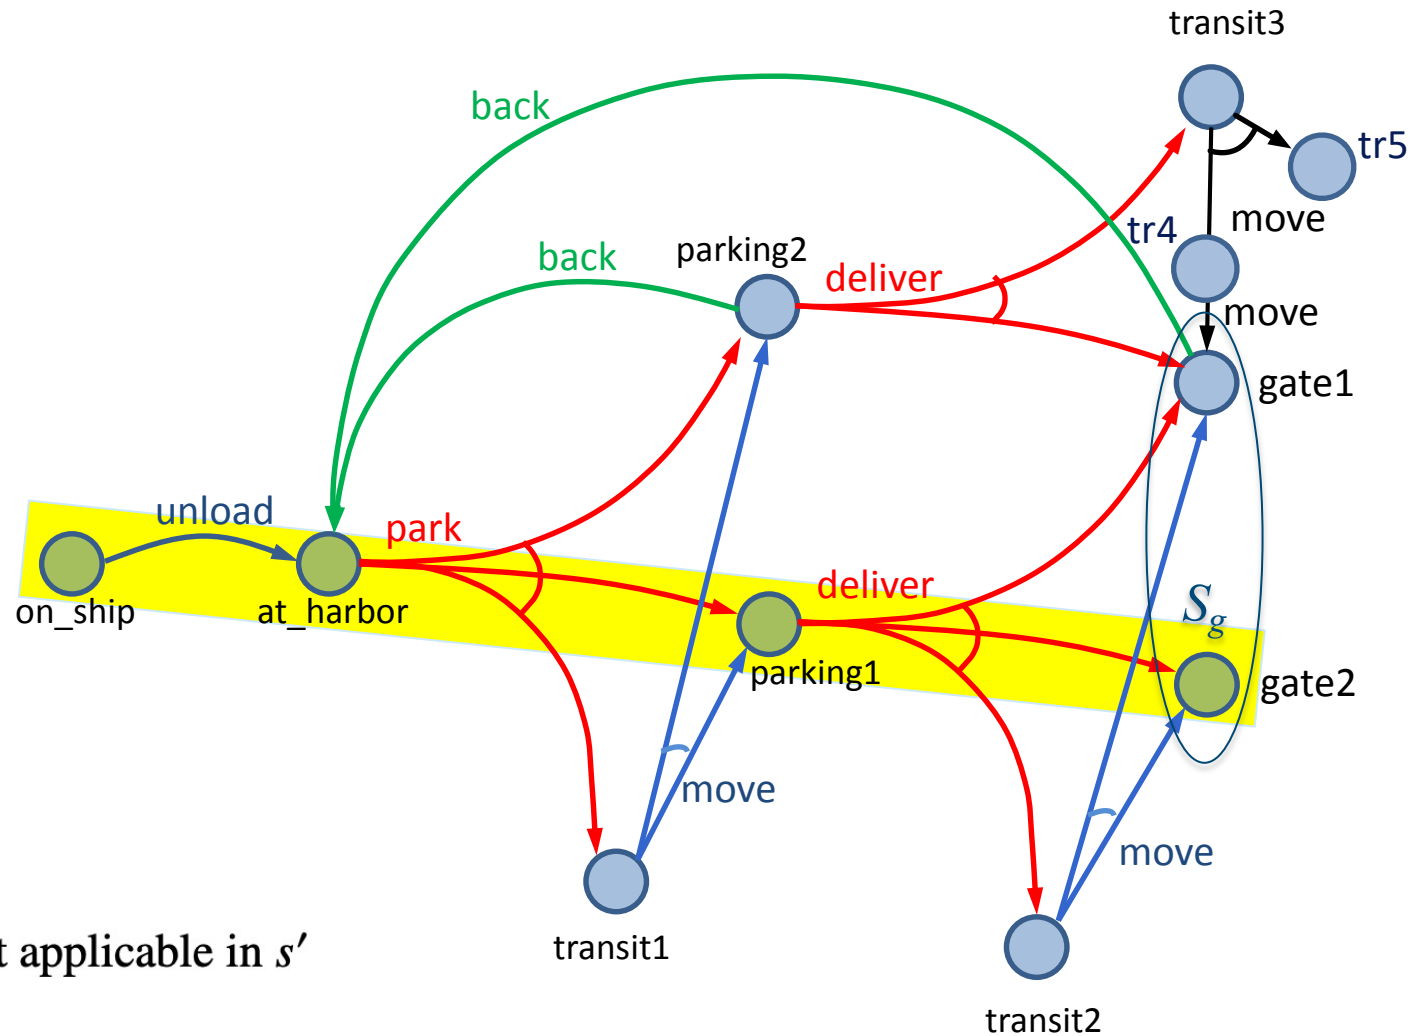 transit3
back
tr5
move
tr4
parking2
back
deliver
move
gate1
unload
park
deliver
S_g
on_ship
at_harbor
parking1
gate2
move
move
transit1
t applicable in s′
transit2